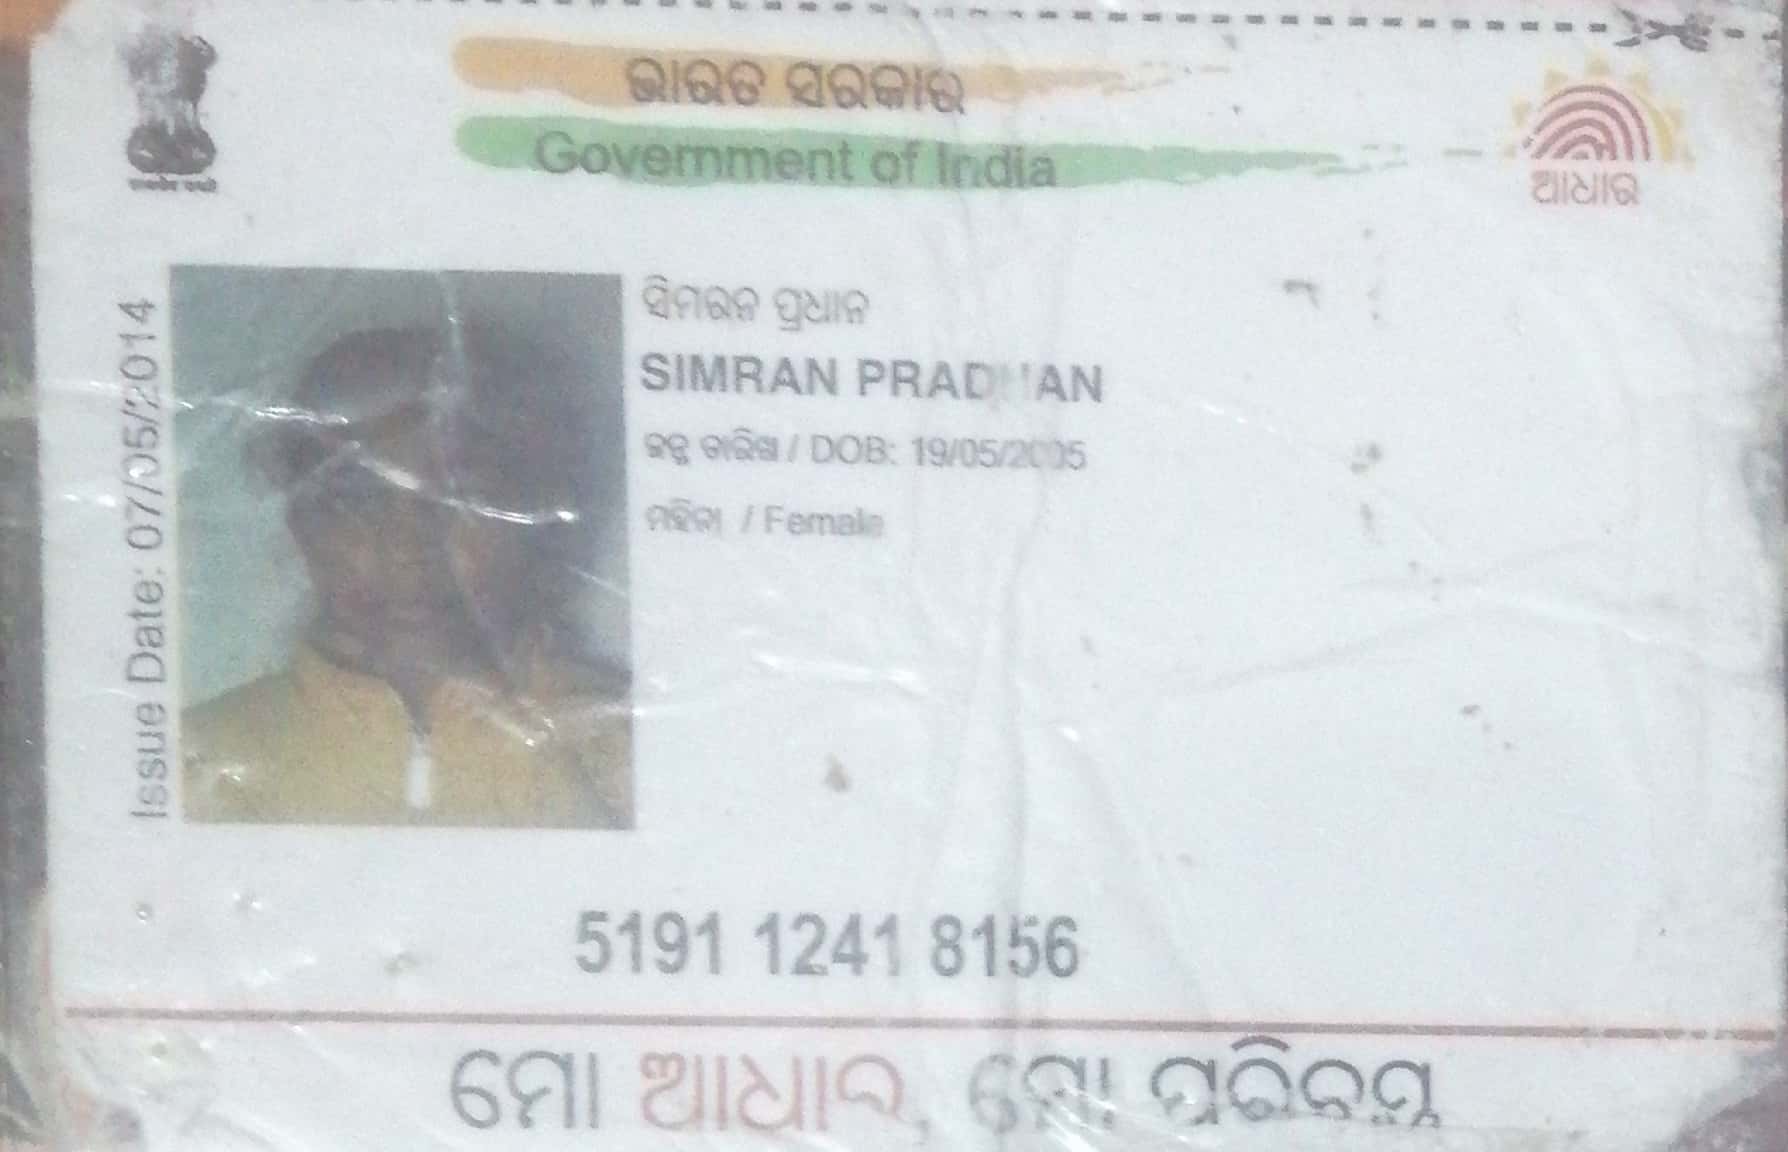 ଭାରତ ସରକାର
Government of India
ଆଧାର
ସିମରନ ପ୍ରଧାନ
SIMRAN PRADHAN
ଜନ୍ମ ତାରିଖ / DOB: 19/05/2005
ମହିଳା / Female
Issue Date: 07/05/2014
5191 1241 8156
ମୋ ଆଧାର, ମୋ ପରିଚୟ